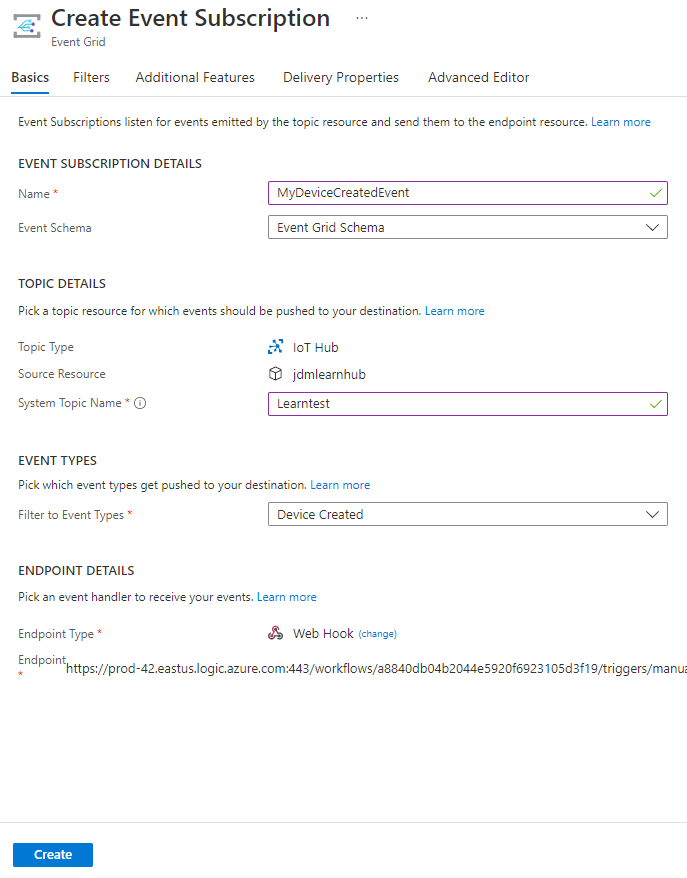 Create Event Subscription ...
Event Grid
Basics Filters Additional Features Delivery Properties Advanced Editor
Event Subscriptions listen for events emitted by the topic resource and send them to the endpoint resource. Learn more
EVENT SUBSCRIPTION DETAILS
Name * MyDeviceCreatedEvent
Event Schema Event Grid Schema
TOPIC DETAILS
Pick a topic resource for which events should be pushed to your destination. Learn more
Topic Type IoT Hub
Source Resource jdmlearnhub
System Topic Name * Learntest
EVENT TYPES
Pick which event types get pushed to your destination. Learn more
Filter to Event Types * Device Created
ENDPOINT DETAILS
Pick an event handler to receive your events. Learn more
Endpoint Type * Web Hook (change)
Endpoint * https://prod-42.eastus.logic.azure.com:443/workflows/a8840db04b2044e5920f6923105d3f19/triggers/manua
Create